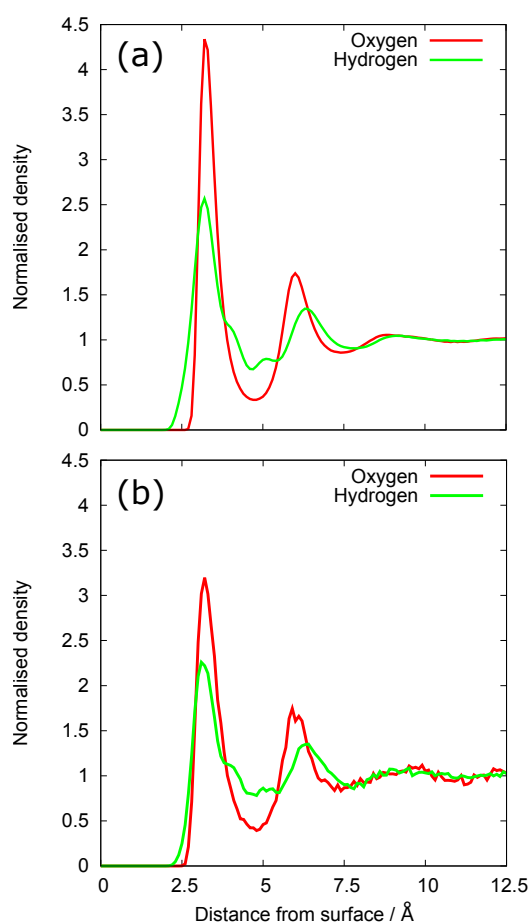 (a)
Oxygen
Hydrogen
Normalised density
4.5
4
3.5
3
2.5
2
1.5
1
0.5
0
(b)
Oxygen
Hydrogen
Normalised density
4.5
4
3.5
3
2.5
2
1.5
1
0.5
0
0 2.5 5 7.5 10 12.5
Distance from surface / Å